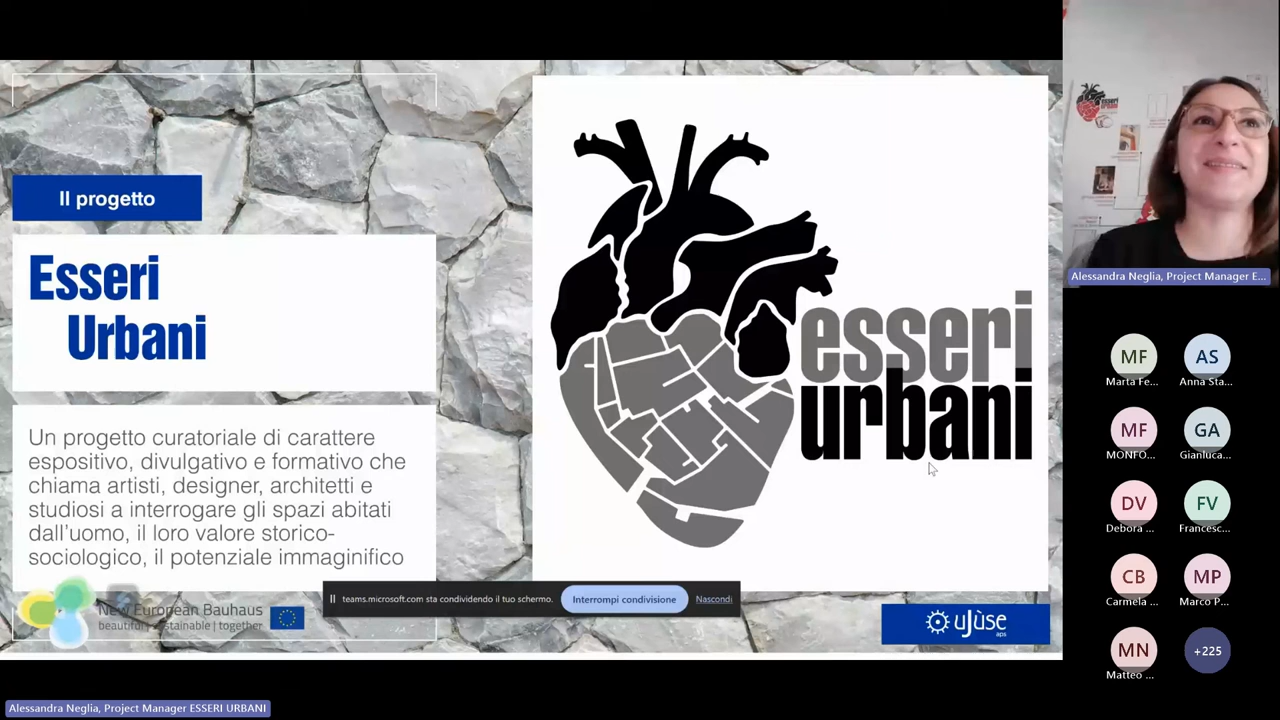 Il progetto
Esseri
Urbani
Un progetto curatoriale di carattere
espositivo, divulgativo e formativo che
chiama artisti, designer, architetti e
studiosi a interrogare gli spazi abitati
dall'uomo, il loro valore storico-
sociologico, il potenziale immaginifico
New European Bauhaus
beautiful | sustainable | together
esseri
urbani
teams.microsoft.com sta condividendo il tuo schermo.
Interrompi condivisione
Nascondi
uJùse
aps
esseri
urbani
Alessandra Neglia, Project Manager E...
MF
Marta Fe...
AS
Anna Sta...
MF
MONFO...
GA
Gianluca...
DV
Debora ...
FV
Francesc...
CB
Carmela ...
MP
Marco P...
MN
Matteo ...
+225
Alessandra Neglia, Project Manager ESSERI URBANI